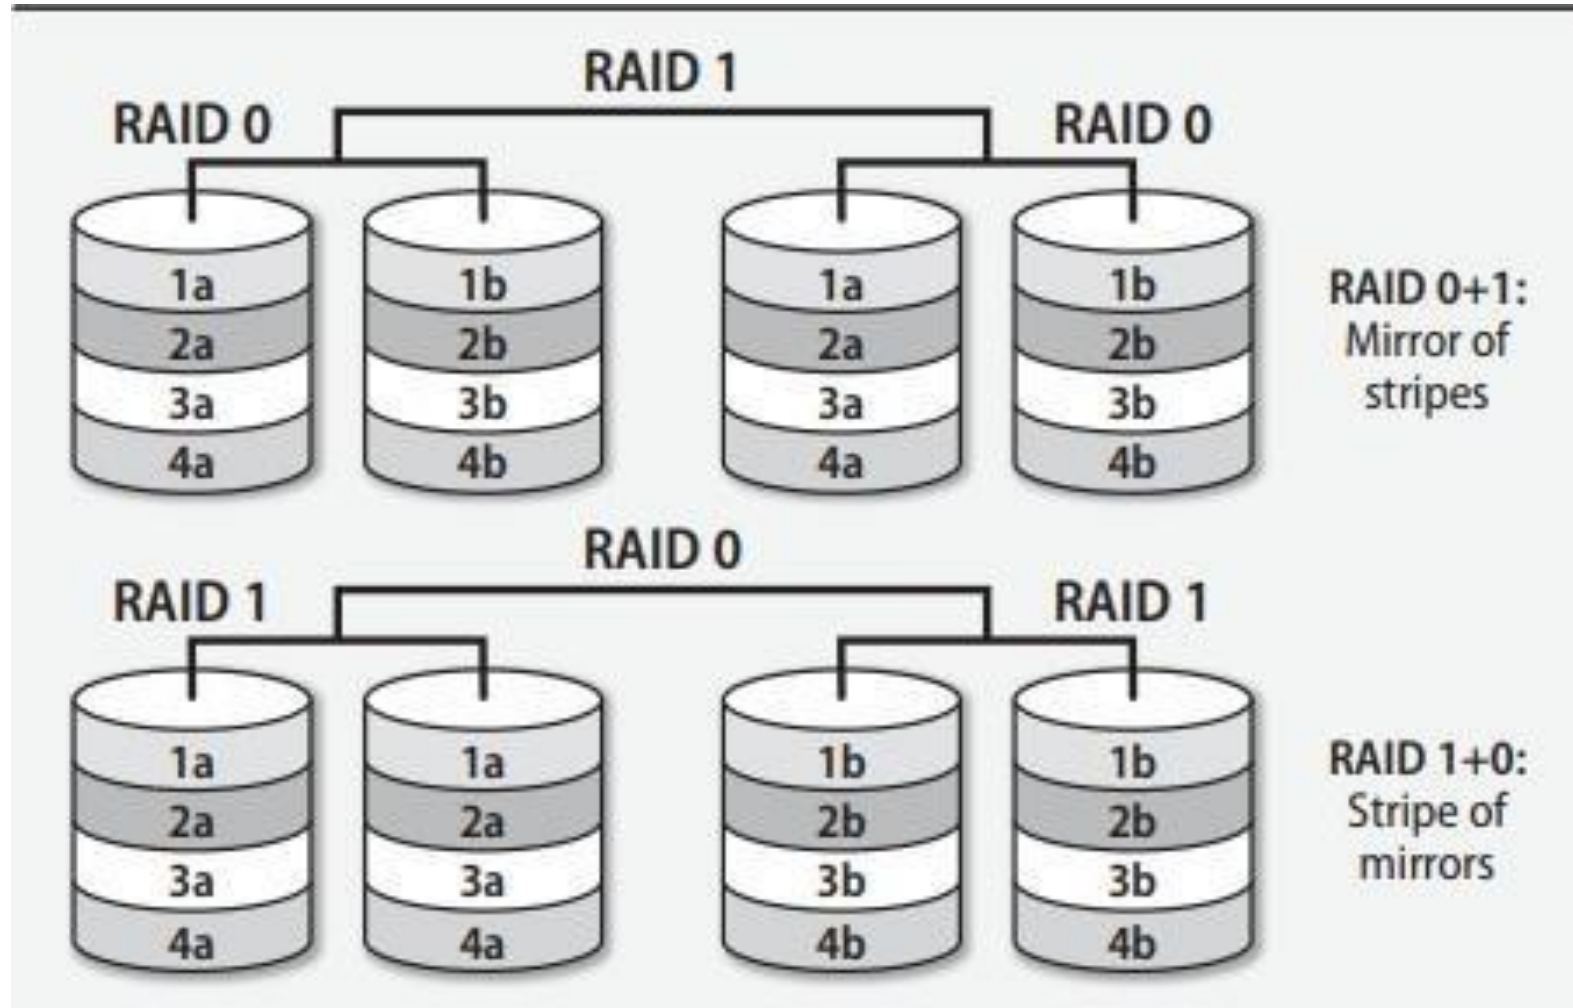 RAID 1
RAID 0 RAID 0
1a 1b 1a 1b
2a 2b 2a 2b
3a 3b 3a 3b
4a 4b 4a 4b
RAID 0+1:
Mirror of
stripes
RAID 0
RAID 1 RAID 1
1a 1a 1b 1b
2a 2a 2b 2b
3a 3a 3b 3b
4a 4a 4b 4b
RAID 1+0:
Stripe of
mirrors